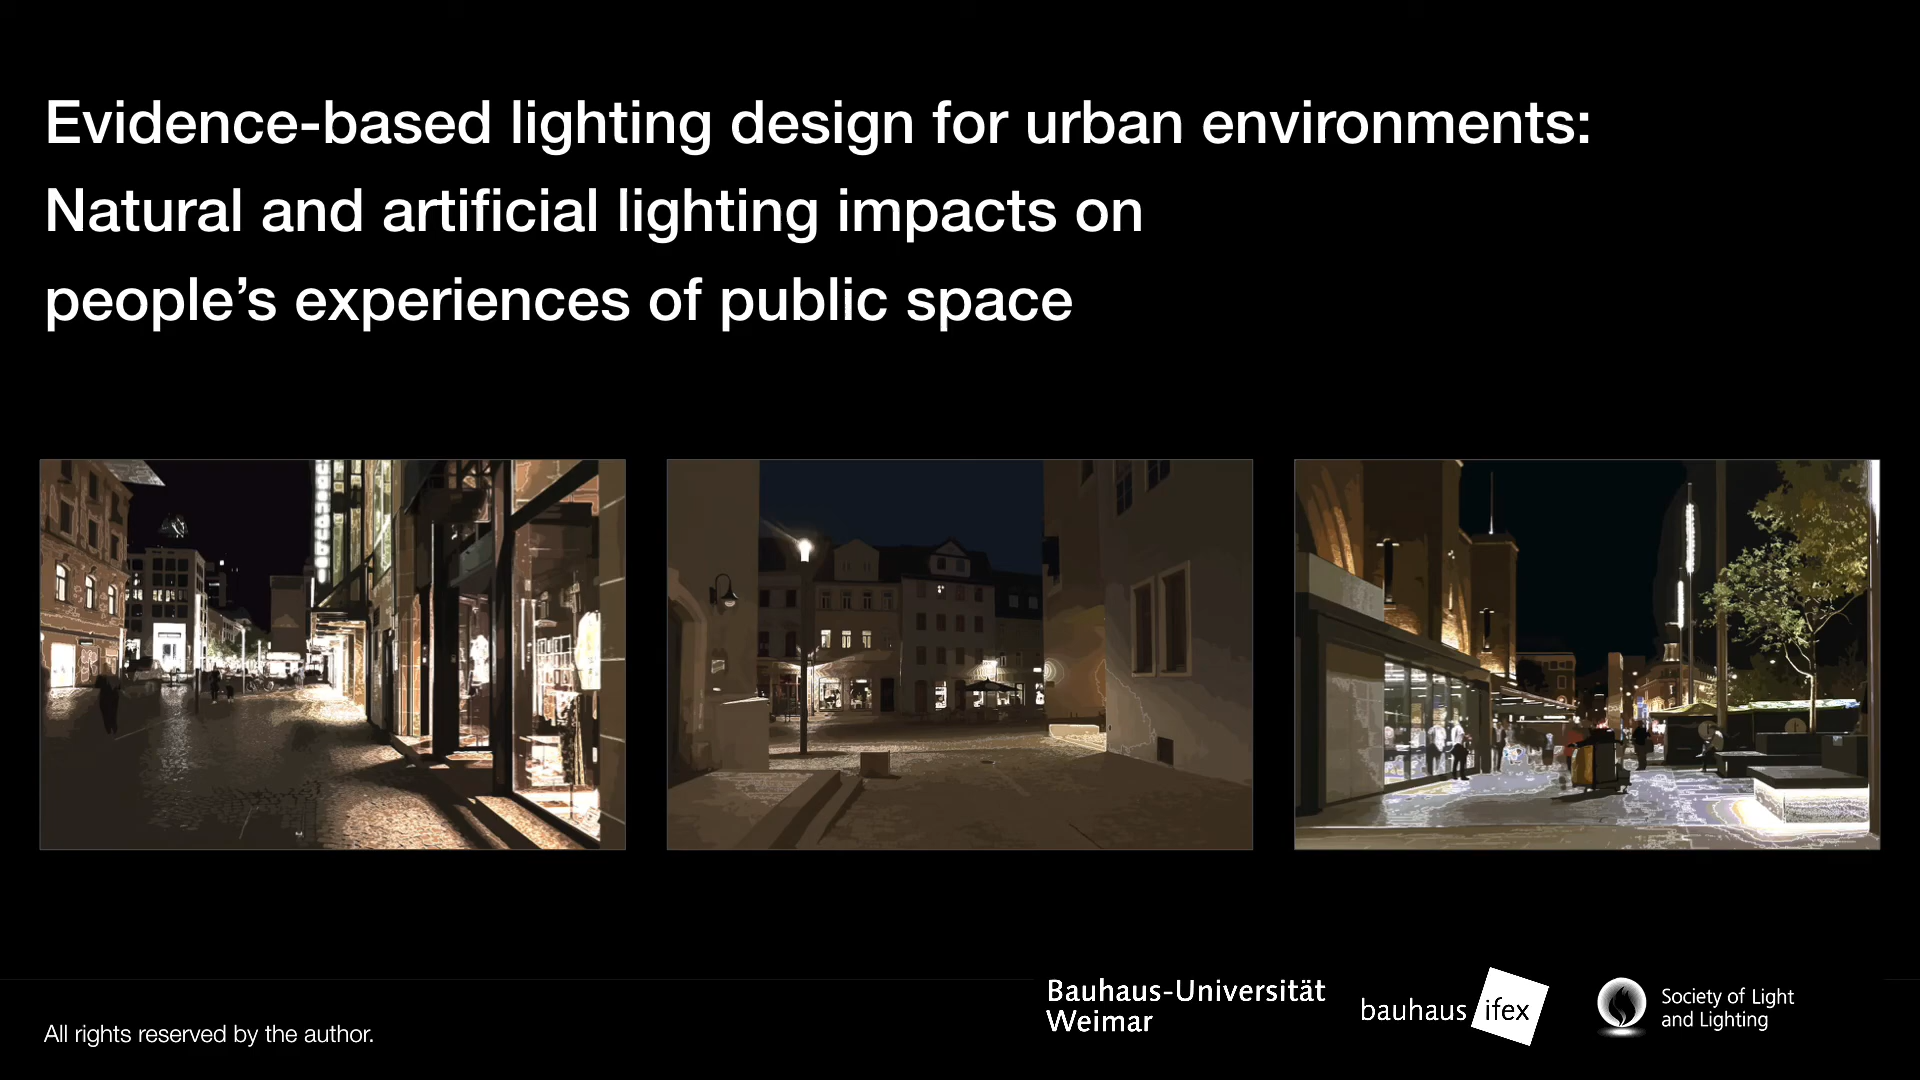 Evidence-based lighting design for urban environments:
Natural and artificial lighting impacts on
people’s experiences of public space
All rights reserved by the author.
Bauhaus-Universität
Weimar
bauhaus ifex
Society of Light
and Lighting